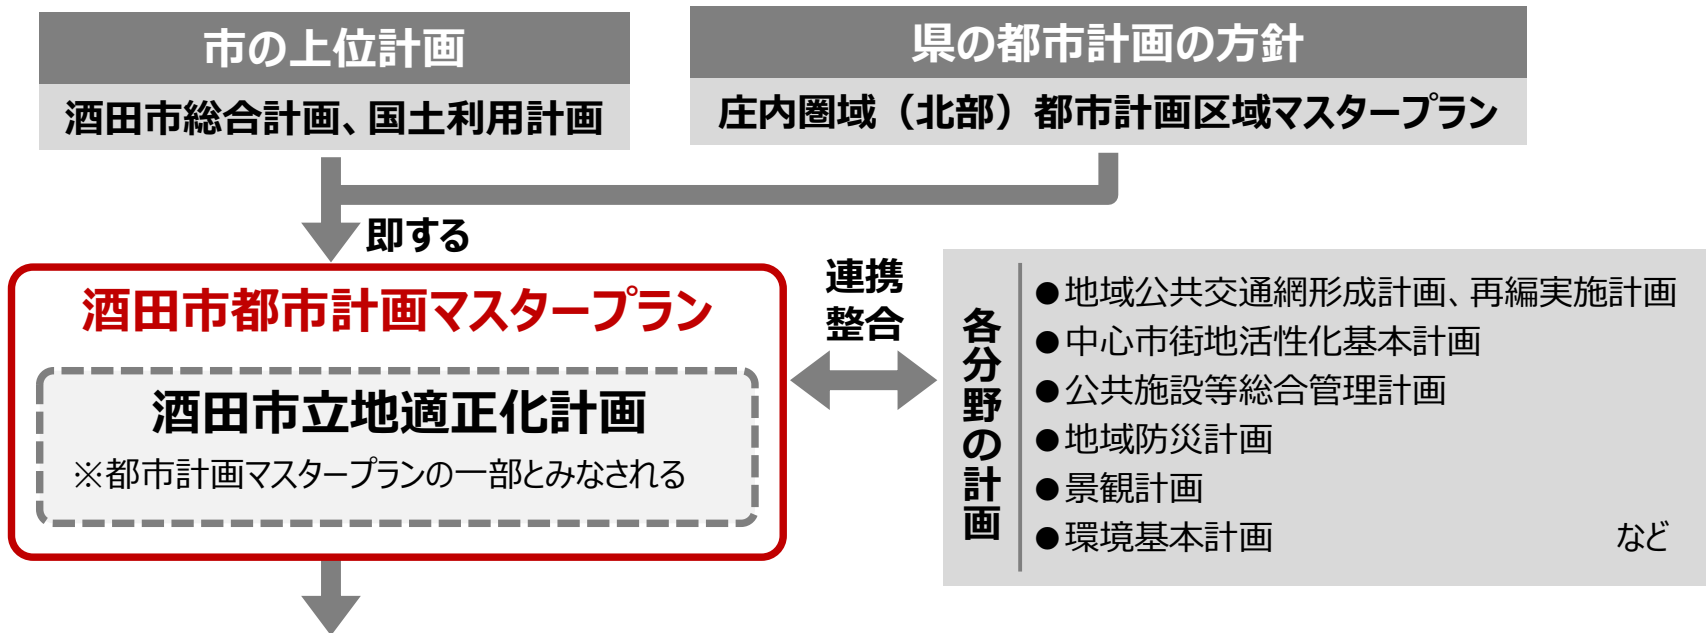 市の上位計画
酒田市総合計画、国土利用計画
県の都市計画の方針
庄内圏域（北部）都市計画区域マスタープラン
即する
酒田市都市計画マスタープラン
酒田市立地適正化計画
※都市計画マスタープランの一部とみなされる
連携
整合
各分野の計画
●地域公共交通網形成計画、再編実施計画
●中心市街地活性化基本計画
●公共施設等総合管理計画
●地域防災計画
●景観計画
●環境基本計画 など